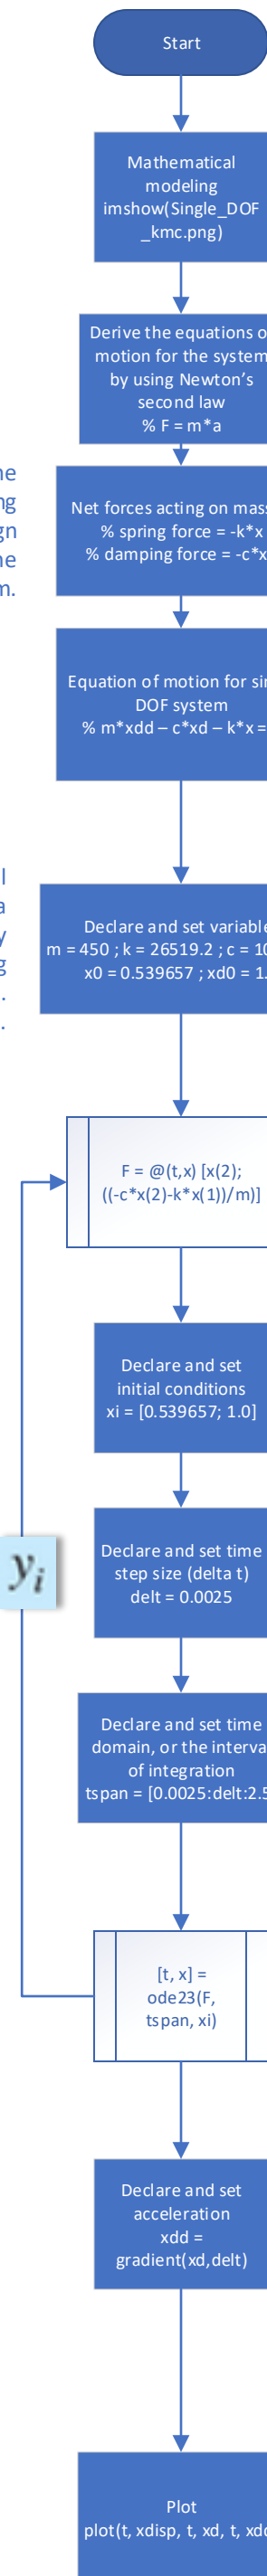 Start
Mathematical
modeling
imshow(Single_DOF
_kmc.png)
Derive the equations o
motion for the system
by using Newton's
second law
% F = m*a
Net forces acting on mass
% spring force = -k*x
% damping force = -c*x
m.
Equation of motion for sin
DOF system
% m*xdd – c*xd – k*x =
Declare and set variable
m = 450 ; k = 26519.2 ; c = 10
x0 = 0.539657 ; xd0 = 1.
F = @(t,x) [x(2);
((-c*x(2)-k*x(1))/m)]
Declare and set
initial conditions
xi = [0.539657; 1.0]
Declare and set time
step size (delta t)
delt = 0.0025
yi
Declare and set time
domain, or the interva
of integration
tspan = [0.0025:delt:2.5
[t, x] =
ode23(F,
tspan, xi)
Declare and set
acceleration
xdd =
gradient(xd,delt)
Plot
plot(t, xdisp, t, xd, t, xdd